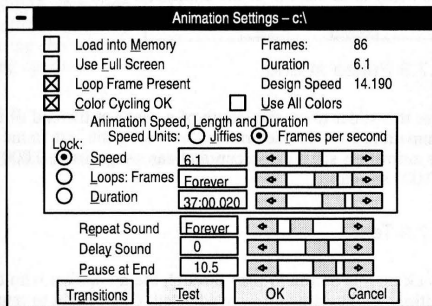 Animation Settings – c:\
Load into Memory Frames: 86
Use Full Screen Duration 6.1
Loop Frame Present Design Speed 14.190
Color Cycling OK Use All Colors
Animation Speed, Length and Duration
Lock: Speed Units: Jiffies Frames per second
Speed 6.1
Loops: Frames Forever
Duration 37:00.020
Repeat Sound Forever
Delay Sound 0
Pause at End 10.5
Transitions Test OK Cancel